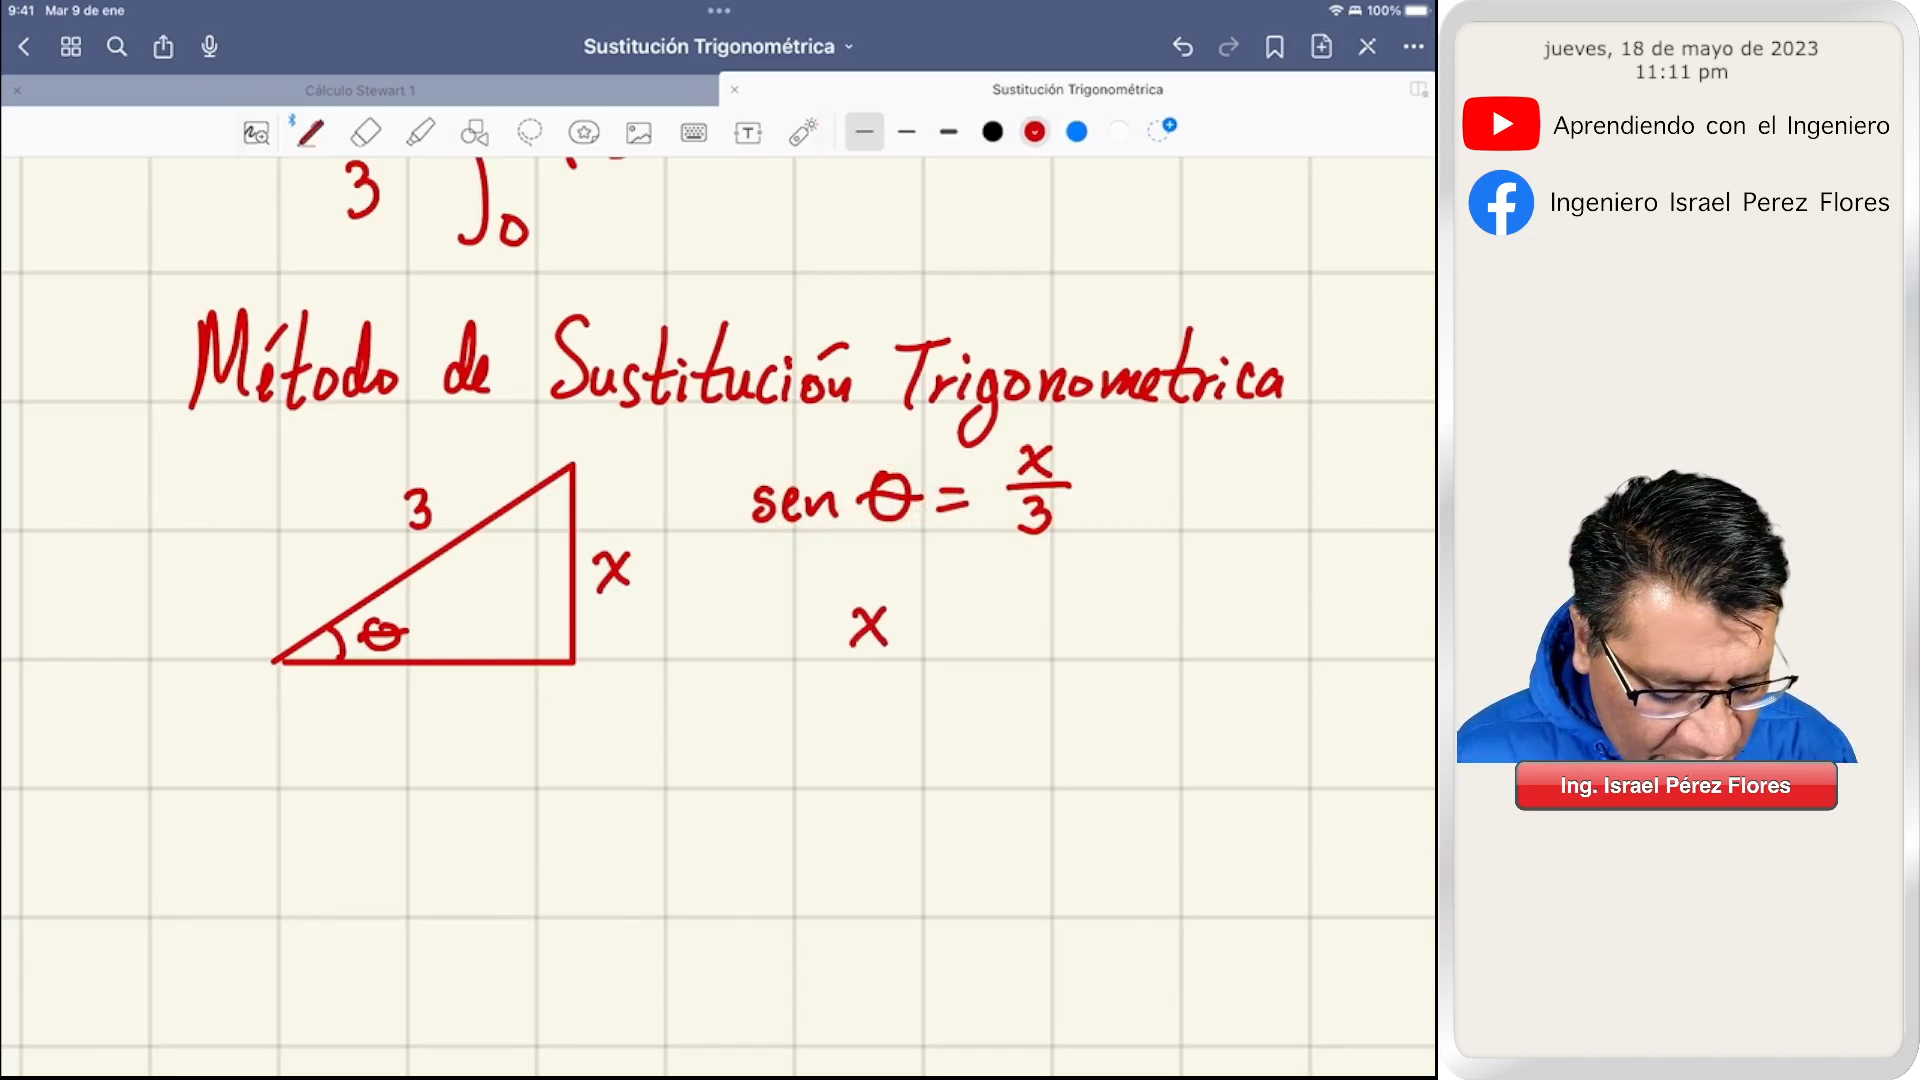 9:41 Mar 9 de ene
100%
Sustitución Trigonométrica
Cálculo Stewart 1
Sustitución Trigonométrica
3 ∫0
Método de Sustitución Trigonometrica
3
x
θ
sen θ = x/3
x
jueves, 18 de mayo de 2023
11:11 pm
Aprendiendo con el Ingeniero
Ingeniero Israel Perez Flores
Ing. Israel Pérez Flores